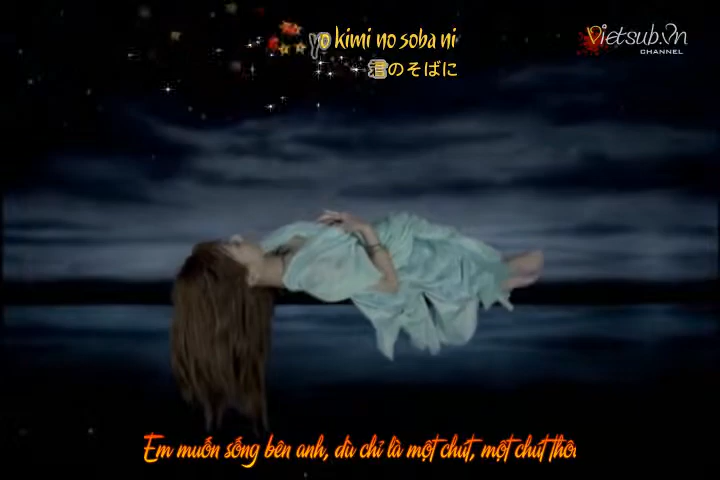 yo kimi no soba ni
君のそばに
Vietsub.Vn
CHANNEL
Em muốn sống bên anh, dù chỉ là một chút, một chút thôi